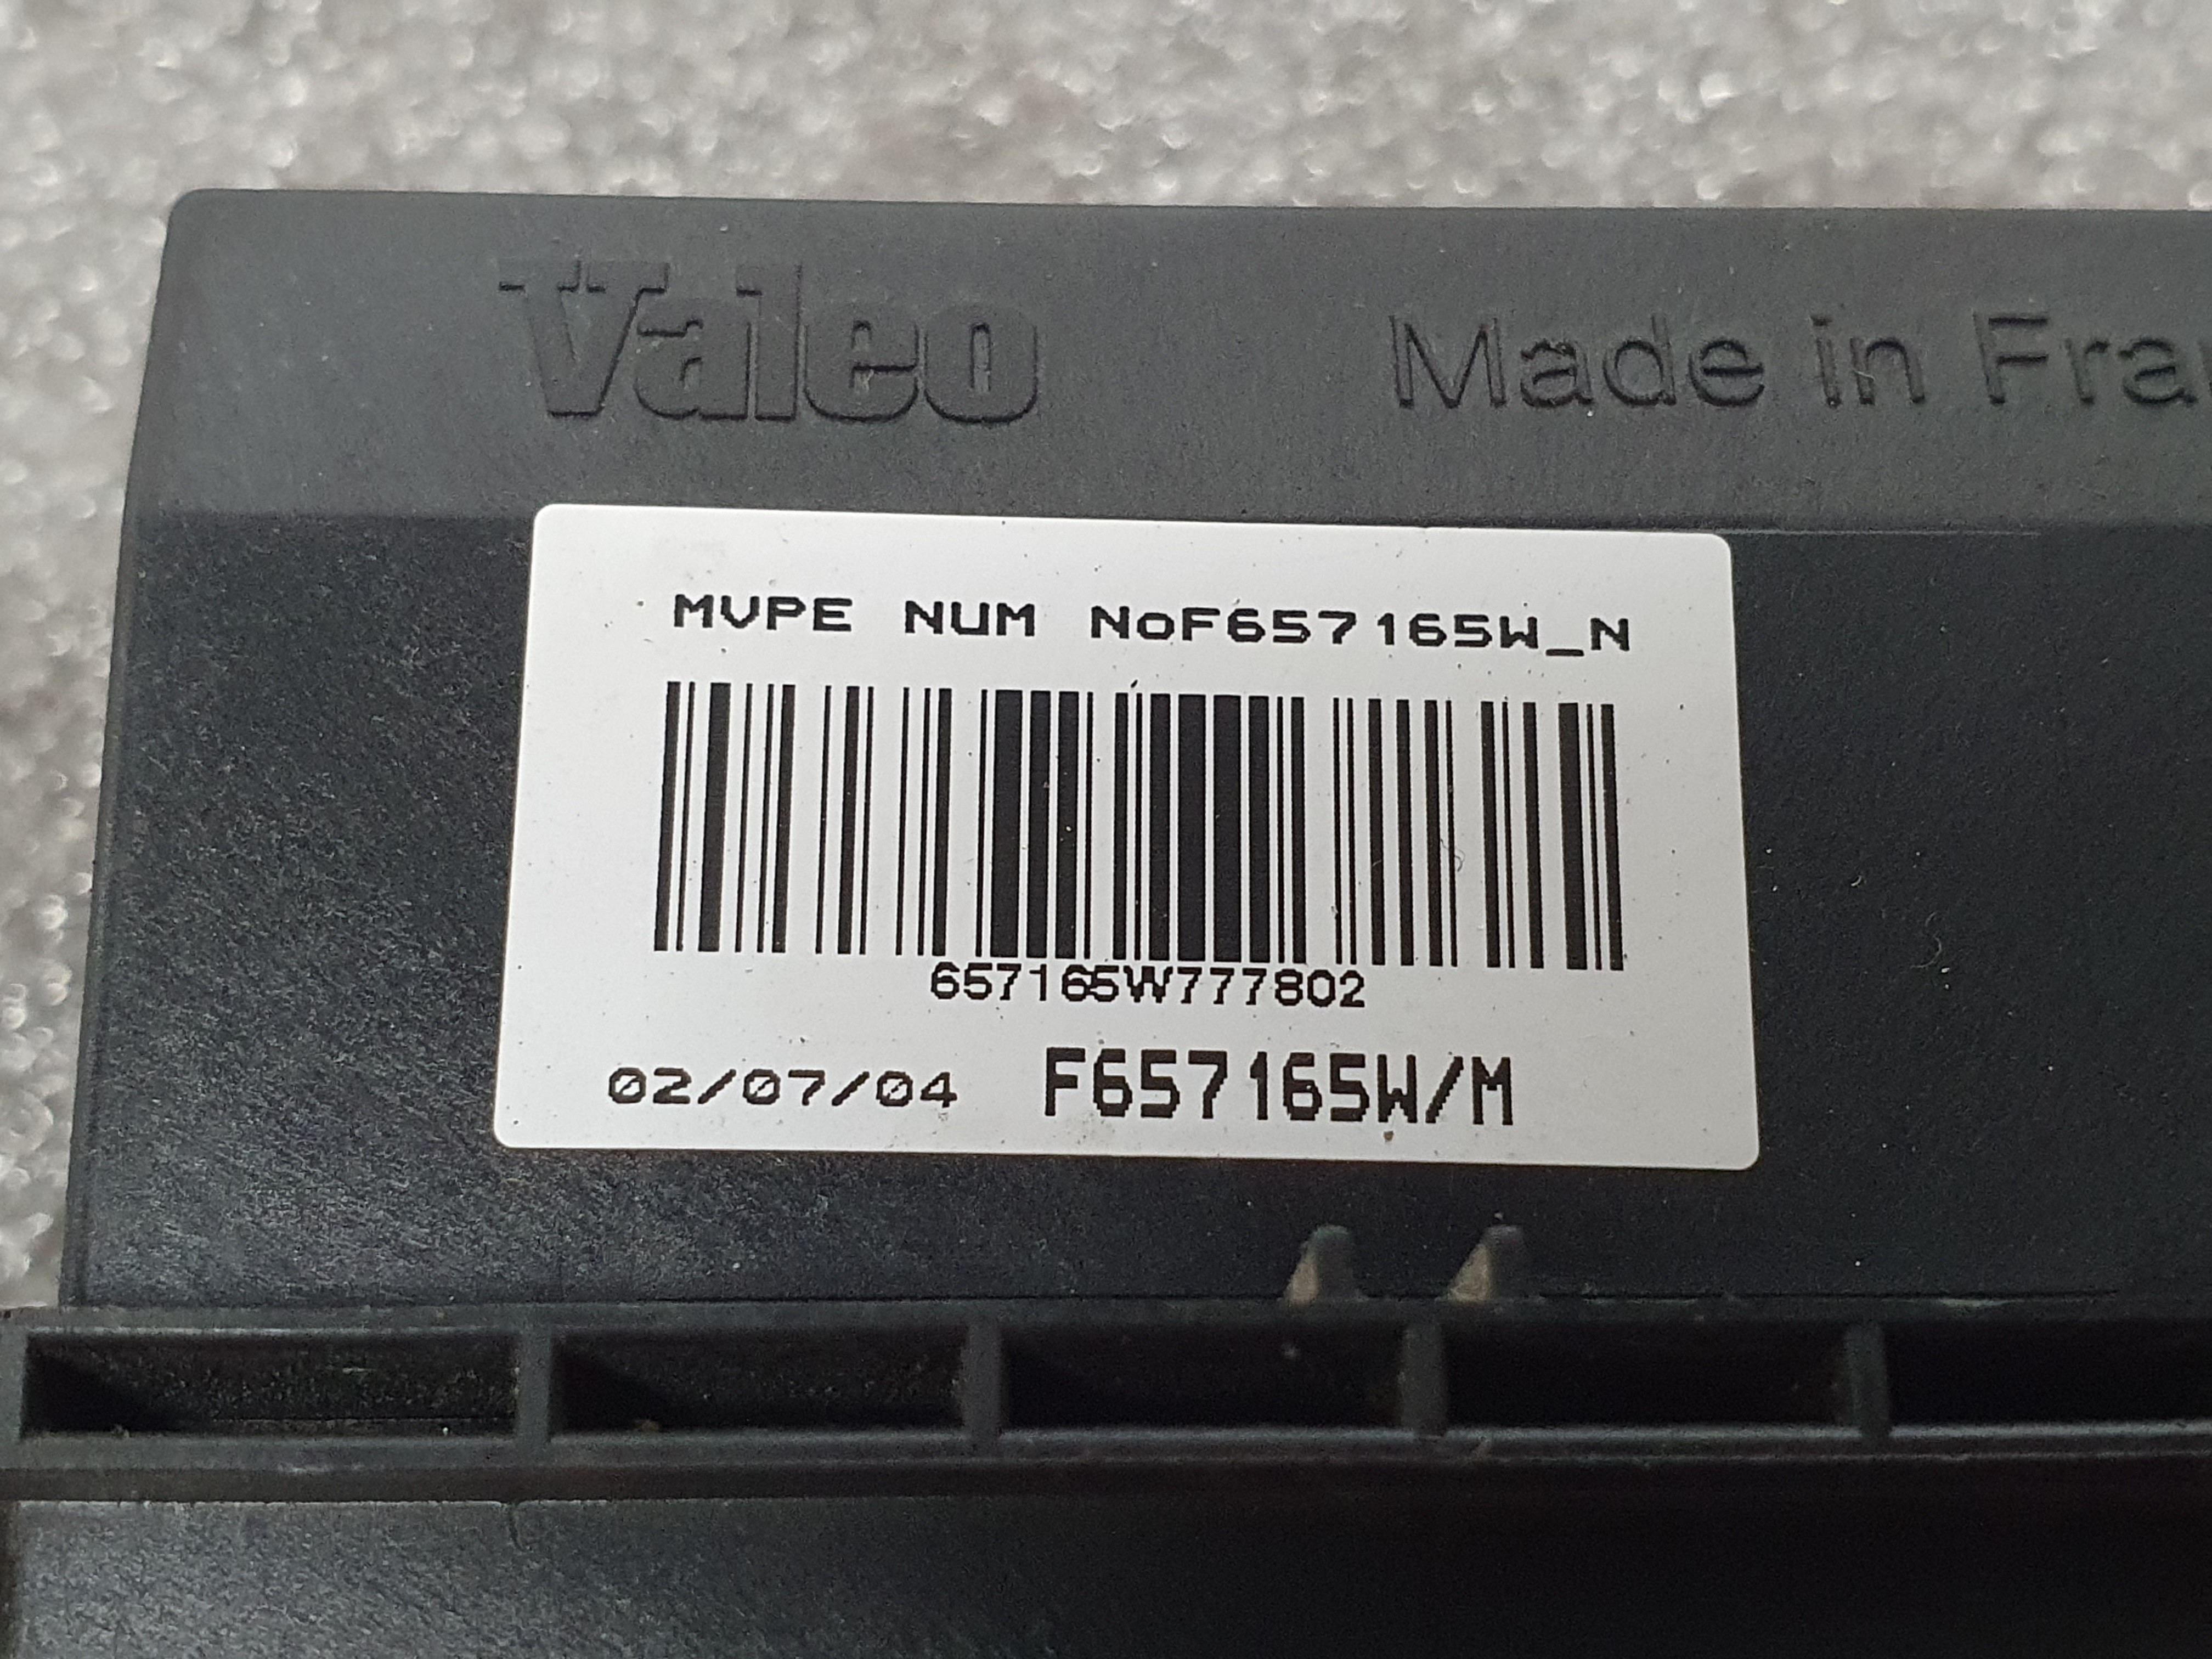 Valeo Made in Fra
MVPE NUM NoF657165W_N
657165W777802
02/07/04 F657165W/M